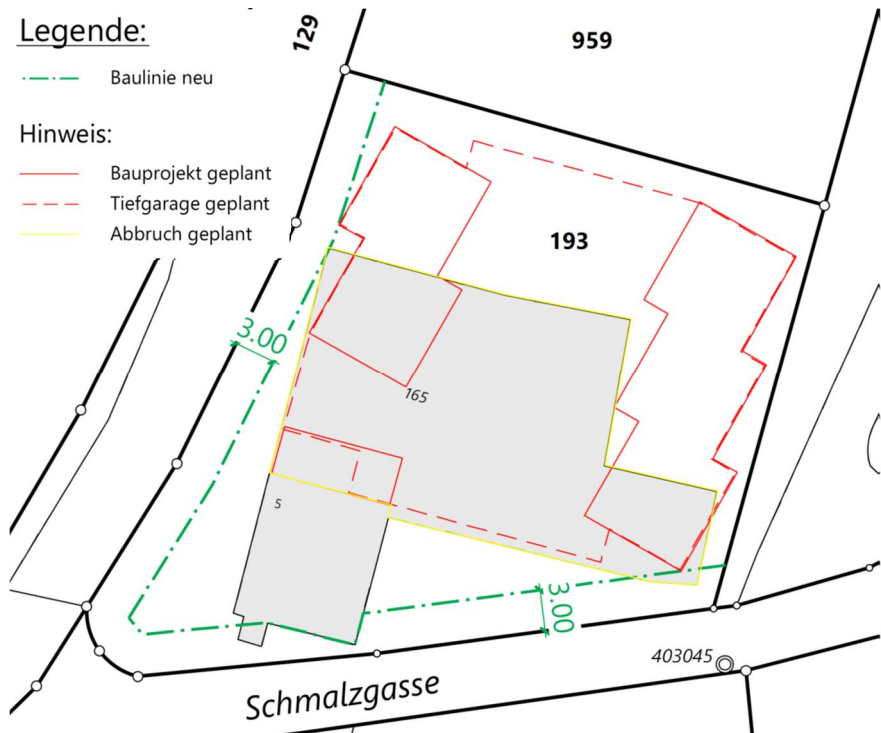 Legende:
Baulinie neu
Hinweis:
Bauprojekt geplant
Tiefgarage geplant
Abbruch geplant
129
959
193
3.00
165
5
3.00
403045
Schmalzgasse